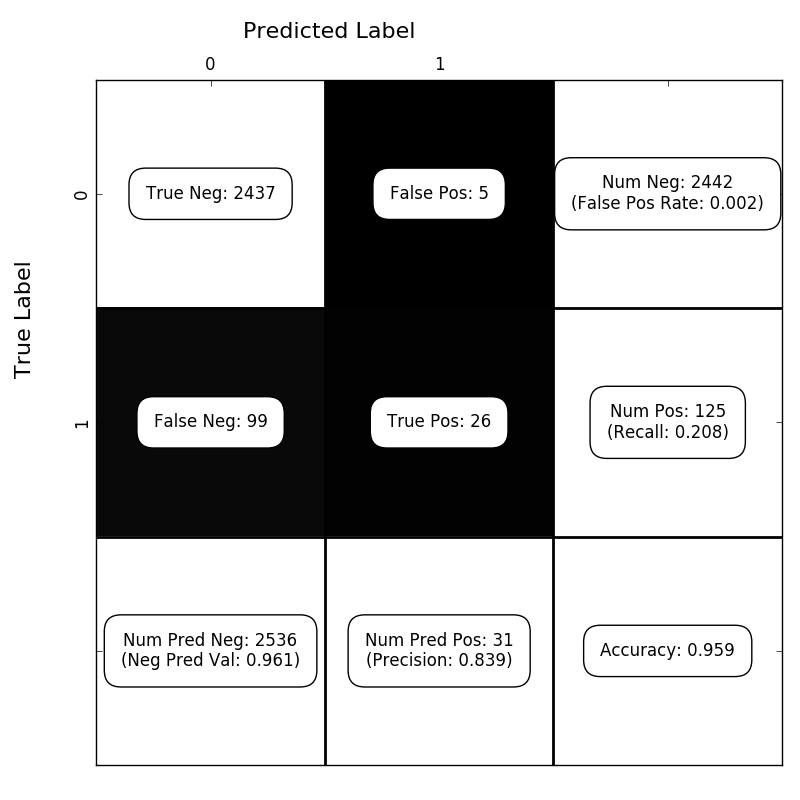 Predicted Label
0 1
True Label
0
True Neg: 2437
False Pos: 5
Num Neg: 2442
(False Pos Rate: 0.002)
1
False Neg: 99
True Pos: 26
Num Pos: 125
(Recall: 0.208)
Num Pred Neg: 2536
(Neg Pred Val: 0.961)
Num Pred Pos: 31
(Precision: 0.839)
Accuracy: 0.959